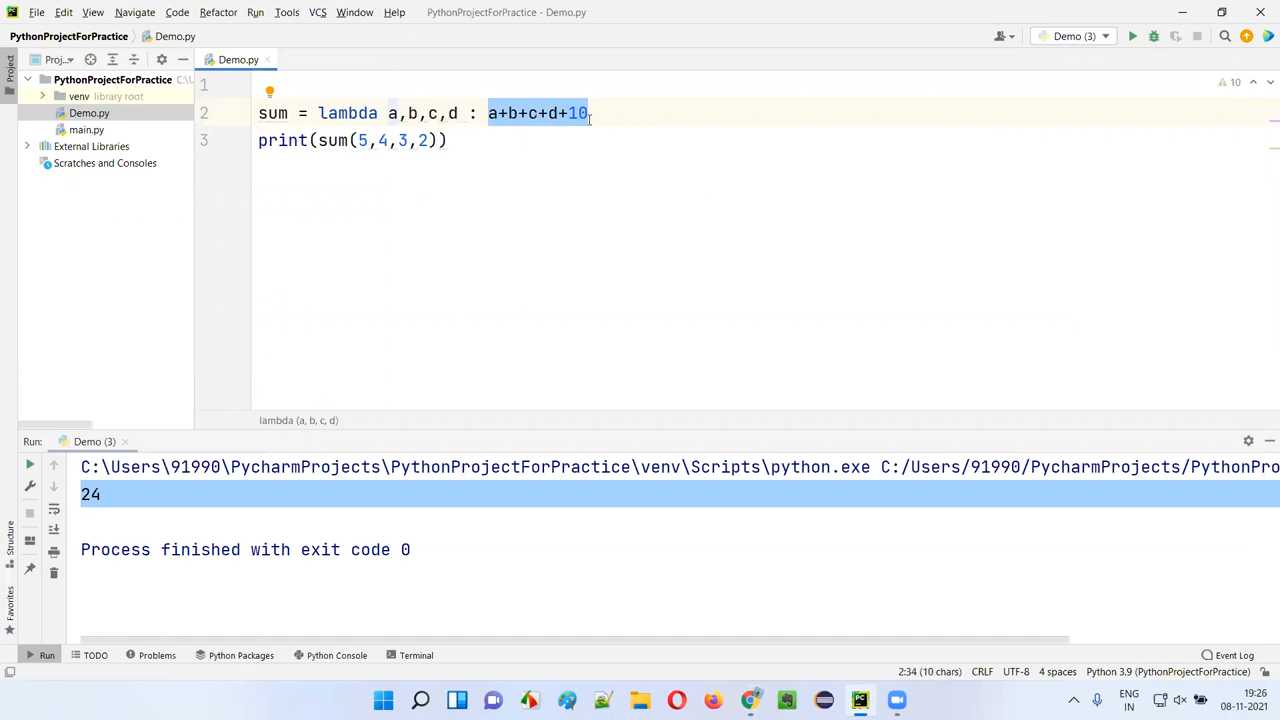 File Edit View Navigate Code Refactor Run Tools VCS Window Help PythonProjectForPractice - Demo.py
PythonProjectForPractice Demo.py Demo (3)
Project
Proj... Demo.py
PythonProjectForPractice C:\U
venv library root
Demo.py
main.py
External Libraries
Scratches and Consoles
1
2 sum = lambda a,b,c,d : a+b+c+d+10
3 print(sum(5,4,3,2))
10
lambda (a, b, c, d)
Run: Demo (3)
C:\Users\91990\PycharmProjects\PythonProjectForPractice\venv\Scripts\python.exe C:/Users/91990/PycharmProjects/PythonPro
24
Process finished with exit code 0
Structure
Favorites
Run TODO Problems Python Packages Python Console Terminal Event Log
2:34 (10 chars) CRLF UTF-8 4 spaces Python 3.9 (PythonProjectForPractice)
ENG
IN
19:26
08-11-2021